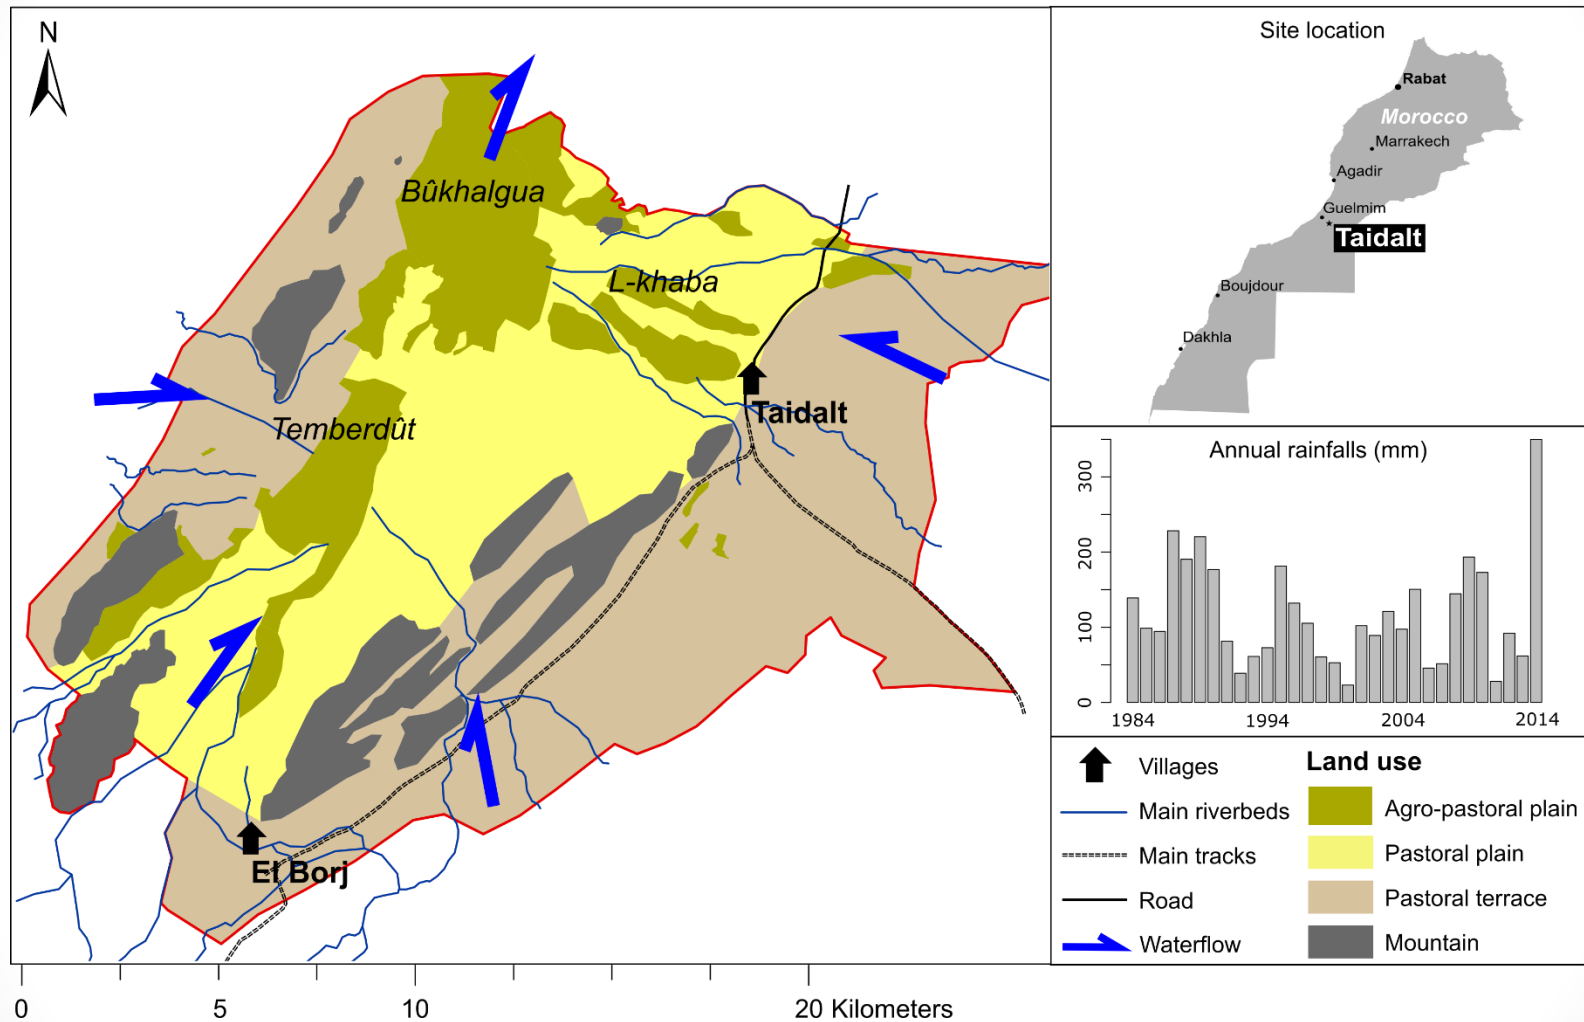 N
Bûkhalgua
L-khaba
Temberdût
Taidalt
El Borj
0 5 10 20 Kilometers
Site location
Rabat
Morocco
Marrakech
Agadir
Guelmim
Taidalt
Boujdour
Dakhla
Annual rainfalls (mm)
300
200
100
0
1984 1994 2004 2014
Villages
Main riverbeds
Main tracks
Road
Waterflow
Land use
Agro-pastoral plain
Pastoral plain
Pastoral terrace
Mountain